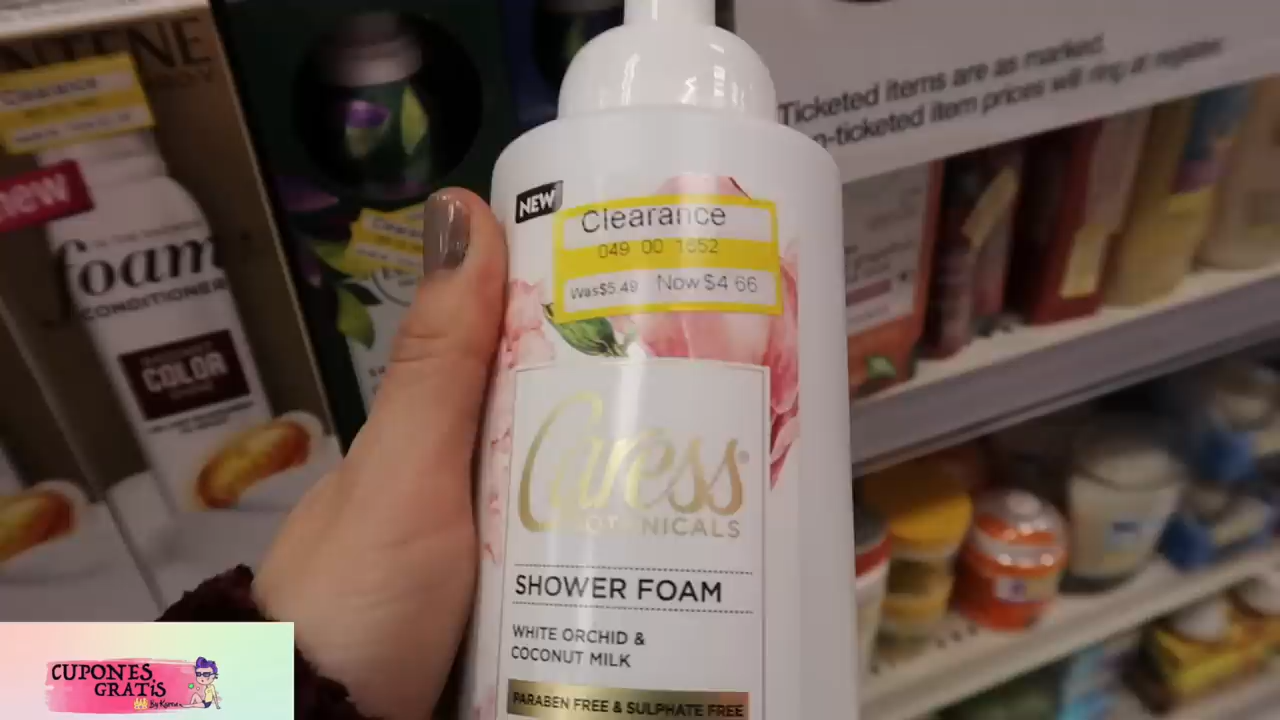 Clearance
new
foam
CONDITIONER
COLOR
Ticketed items are as marked.
n-ticketed item prices will ring at register.
NEW
Clearance
049 00 1652
Was$5.49 Now$4 66
Caress
BOTANICALS
SHOWER FOAM
WHITE ORCHID &
COCONUT MILK
PARABEN FREE & SULPHATE FREE
CUPONES
GRATiS